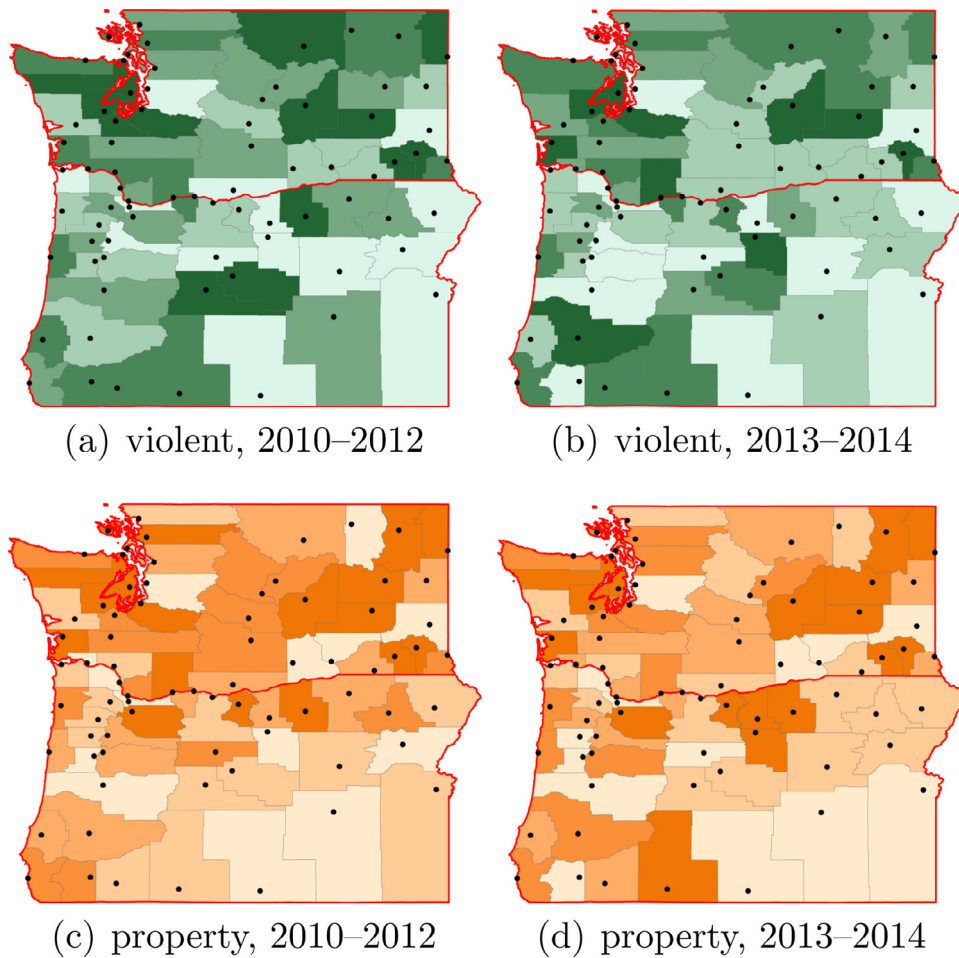 (a) violent, 2010–2012
(b) violent, 2013–2014
(c) property, 2010–2012
(d) property, 2013–2014